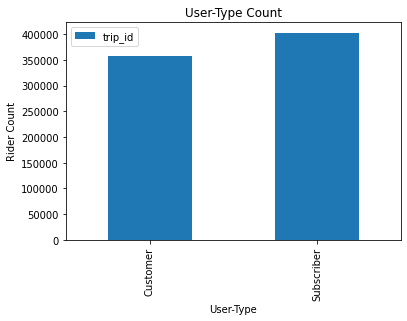 User-Type Count
trip_id
400000
350000
300000
250000
200000
150000
100000
50000
0
Rider Count
Customer
Subscriber
User-Type